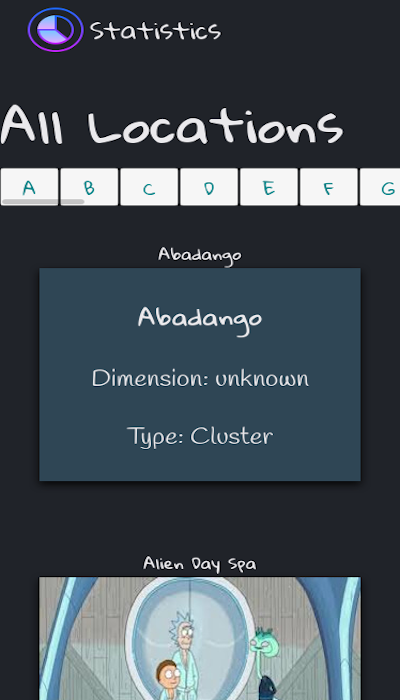 Statistics
All Locations
A B C D E F G
Abadango
Abadango
Dimension: unknown
Type: Cluster
Alien Day Spa